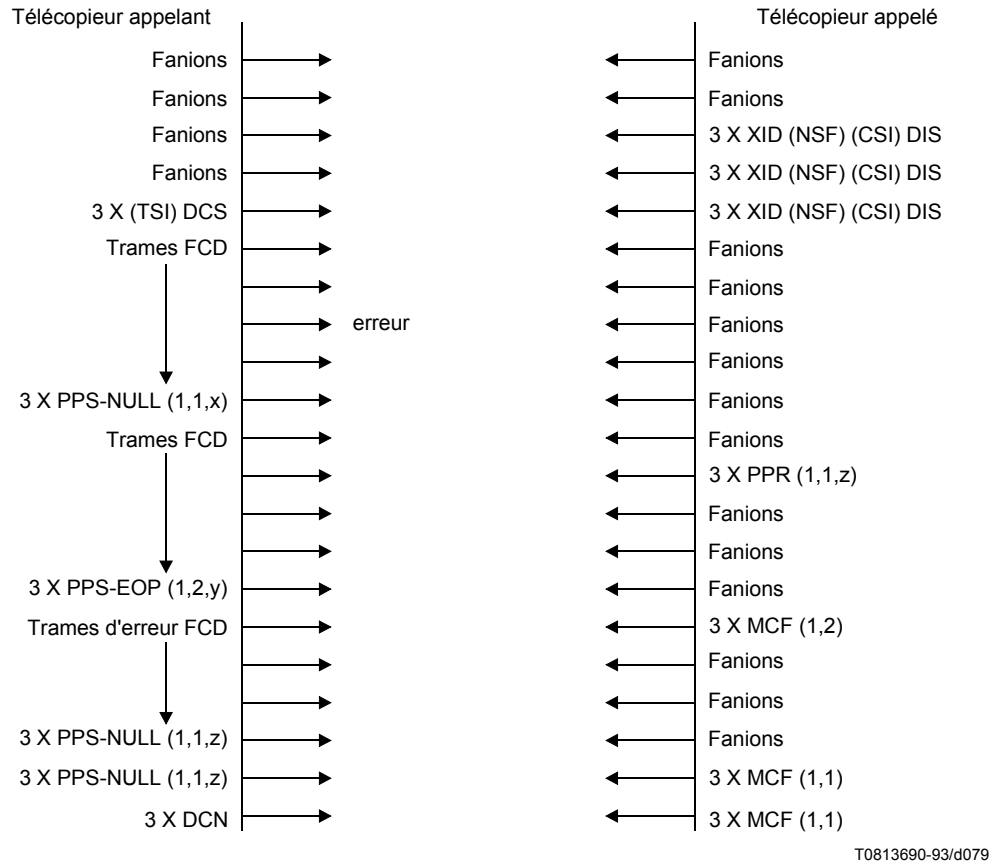 Télécopieur appelant Télécopieur appelé
Fanions Fanions
Fanions Fanions
Fanions 3 X XID (NSF) (CSI) DIS
Fanions 3 X XID (NSF) (CSI) DIS
3 X (TSI) DCS 3 X XID (NSF) (CSI) DIS
Trames FCD Fanions
Fanions
erreur Fanions
Fanions
3 X PPS-NULL (1,1,x) Fanions
Trames FCD Fanions
3 X PPR (1,1,z)
Fanions
Fanions
3 X PPS-EOP (1,2,y) Fanions
Trames d'erreur FCD 3 X MCF (1,2)
Fanions
Fanions
3 X PPS-NULL (1,1,z) Fanions
3 X PPS-NULL (1,1,z) 3 X MCF (1,1)
3 X DCN 3 X MCF (1,1)
T0813690-93/d079